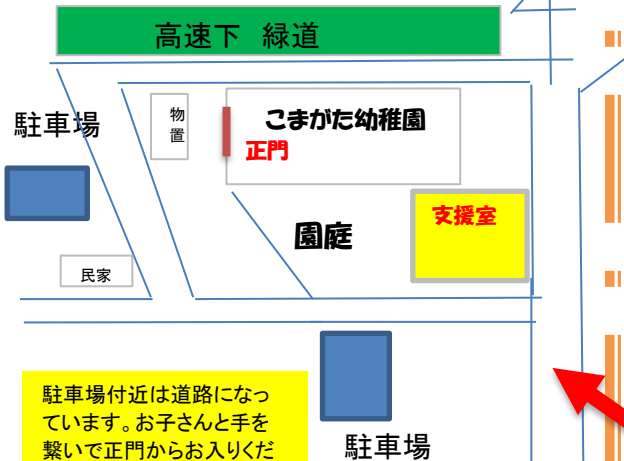 高速下 緑道
駐車場
物
置
こまがた幼稚園
正門
支援室
園庭
民家
駐車場付近は道路になっ
ています。お子さんと手を
繋いで正門からお入りくだ
駐車場